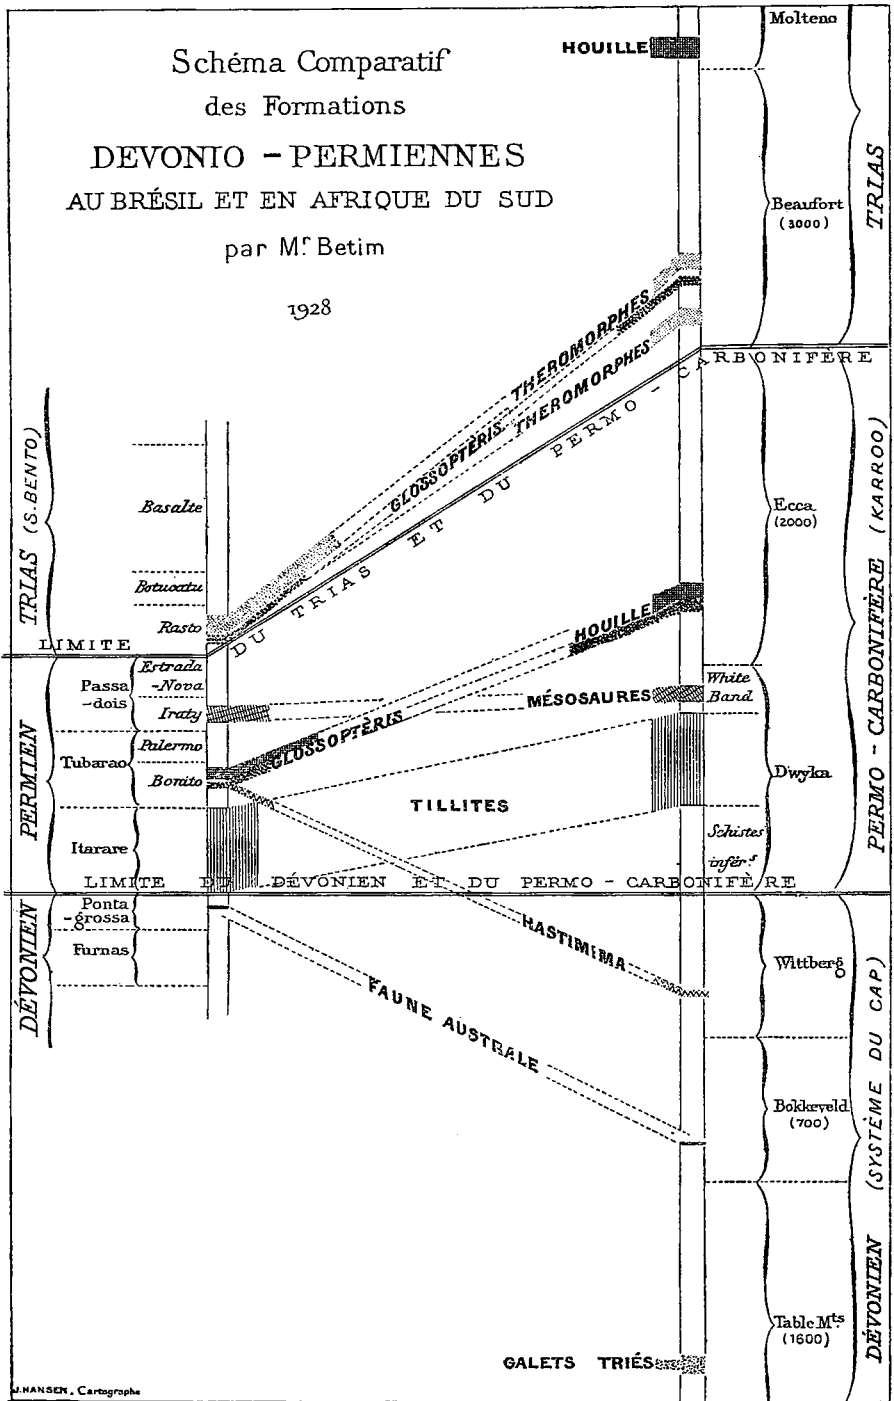 Schéma Comparatif
des Formations
DEVONIO - PERMIENNES
AU BRÉSIL ET EN AFRIQUE DU SUD
par Mr. Betim
1928
HOUILLE
THEROMORPHES
GLOSSOPTÈRIS
THEROMORPHES
LIMITE DU TRIAS ET DU PERMO - CARBONIFÈRE
HOUILLE
MÉSOSAURES
GLOSSOPTÈRIS
TILLITES
LIMITE DU DÉVONIEN ET DU PERMO - CARBONIFÈRE
HASTIMIMA
FAUNE AUSTRALE
GALETS TRIÉS
TRIAS (S. BENTO)
Basalte
Botucatu
Rasto
PERMIEN
Passa
-dois
Estrada
-Nova
Iraty
Tubarao
Palermo
Bonito
Itarare
DÉVONIEN
Ponta
-grossa
Furnas
Molteno
Beaufort
(3000)
TRIAS
Ecca
(2000)
White
Band
Dwyka
Schistes
inférs
PERMO - CARBONIFÈRE (KARROO)
Wittberg
Bokkeveld
(700)
Table Mts.
(1600)
DÉVONIEN (SYSTÈME DU CAP)
J. HANSEN. Cartographe